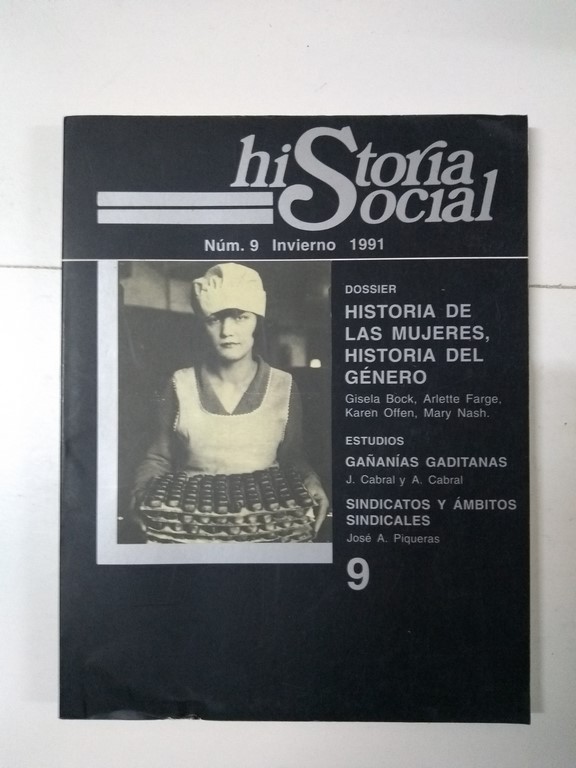 hiStoria
Social
Núm. 9 Invierno 1991
DOSSIER
HISTORIA DE
LAS MUJERES,
HISTORIA DEL
GÉNERO
Gisela Bock, Arlette Farge,
Karen Offen, Mary Nash.
ESTUDIOS
GAÑANÍAS GADITANAS
J. Cabral y A. Cabral
SINDICATOS Y ÁMBITOS
SINDICALES
José A. Piqueras
9